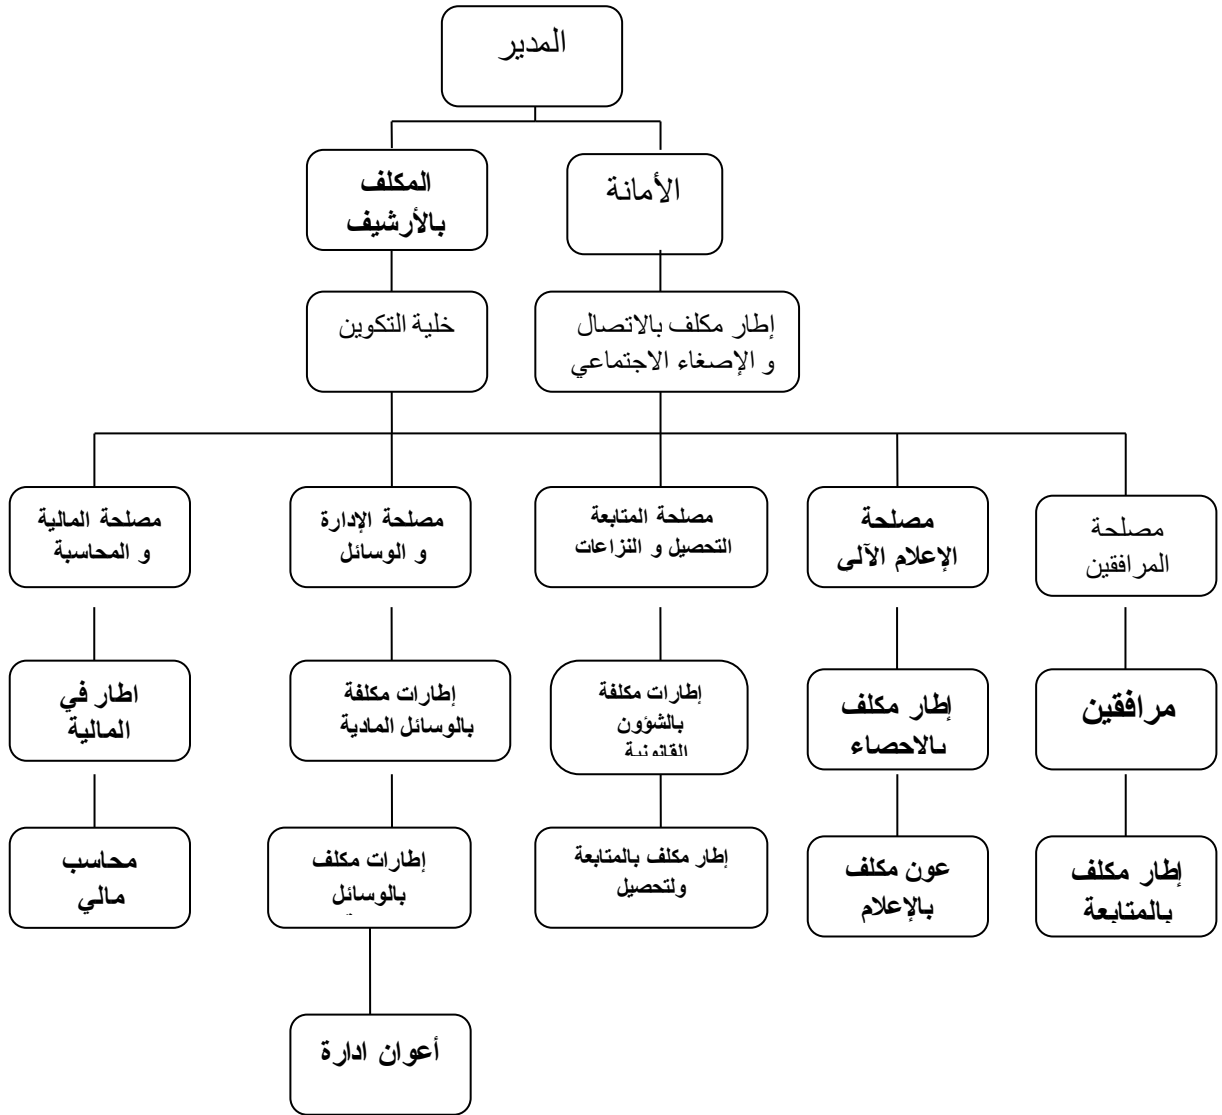 المدير
الأمانة
المكلف
بالأرشيف
إطار مكلف بالاتصال
و الإصغاء الاجتماعي
خلية التكوين
مصلحة
المرافقين
مصلحة
الإعلام الآلى
مصلحة المتابعة
التحصيل و النزاعات
مصلحة الإدارة
و الوسائل
مصلحة المالية
و المحاسبة
مرافقين
إطار مكلف
بالاحصاء
إطارات مكلفة
بالشؤون
القانونية
إطارات مكلفة
بالوسائل المادية
اطار في
المالية
إطار مكلف
بالمتابعة
عون مكلف
بالإعلام
إطار مكلف بالمتابعة
ولتحصيل
إطارات مكلف
بالوسائل
محاسب
مالي
أعوان ادارة